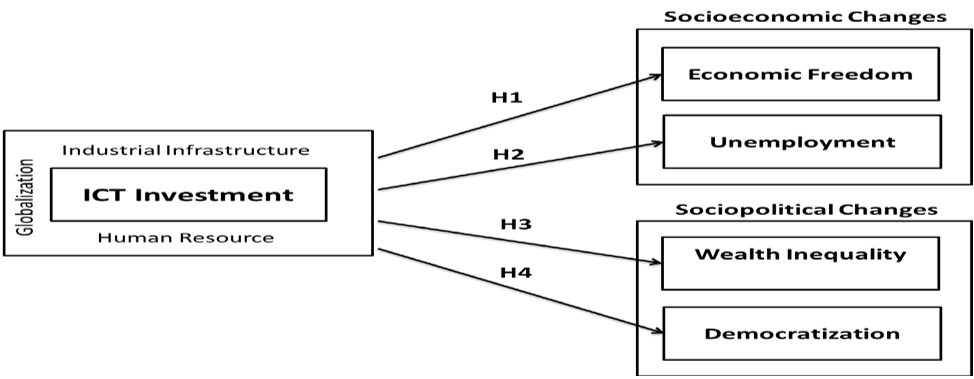 Socioeconomic Changes
Economic Freedom
H1
Unemployment
H2
Industrial Infrastructure
Globalization
ICT Investment
Human Resource
Sociopolitical Changes
H3
Wealth Inequality
H4
Democratization